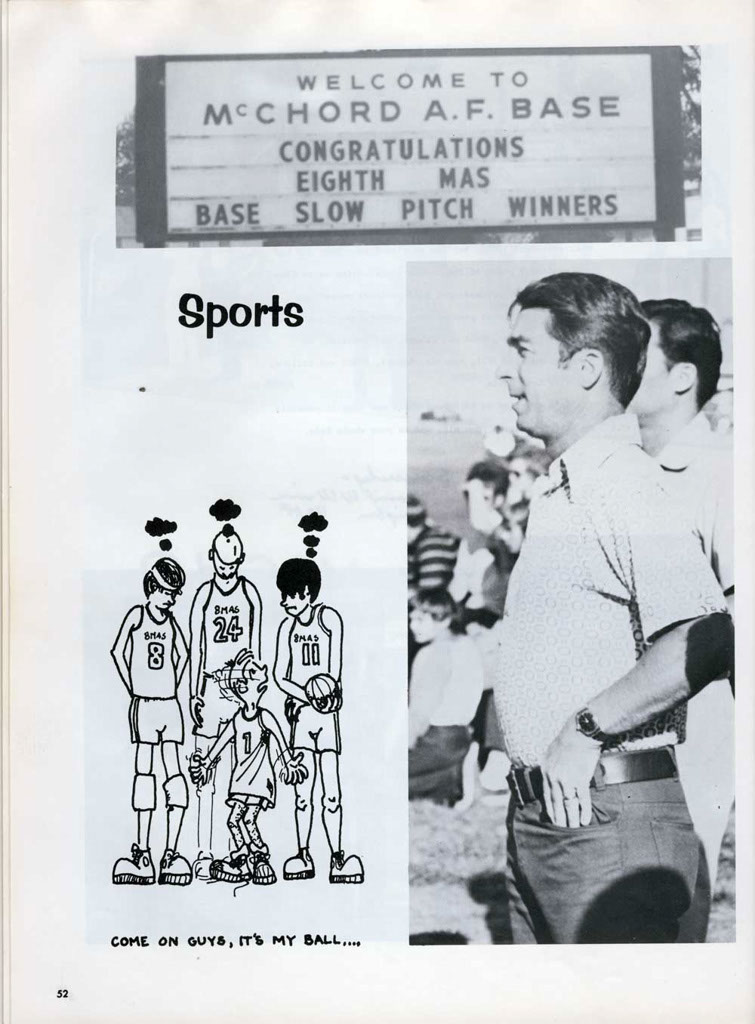 WELCOME TO
McCHORD A.F. BASE
CONGRATULATIONS
EIGHTH MAS
BASE SLOW PITCH WINNERS
Sports
8MAS
24
8MAS
8
8MAS
11
1
COME ON GUYS, IT'S MY BALL....
52